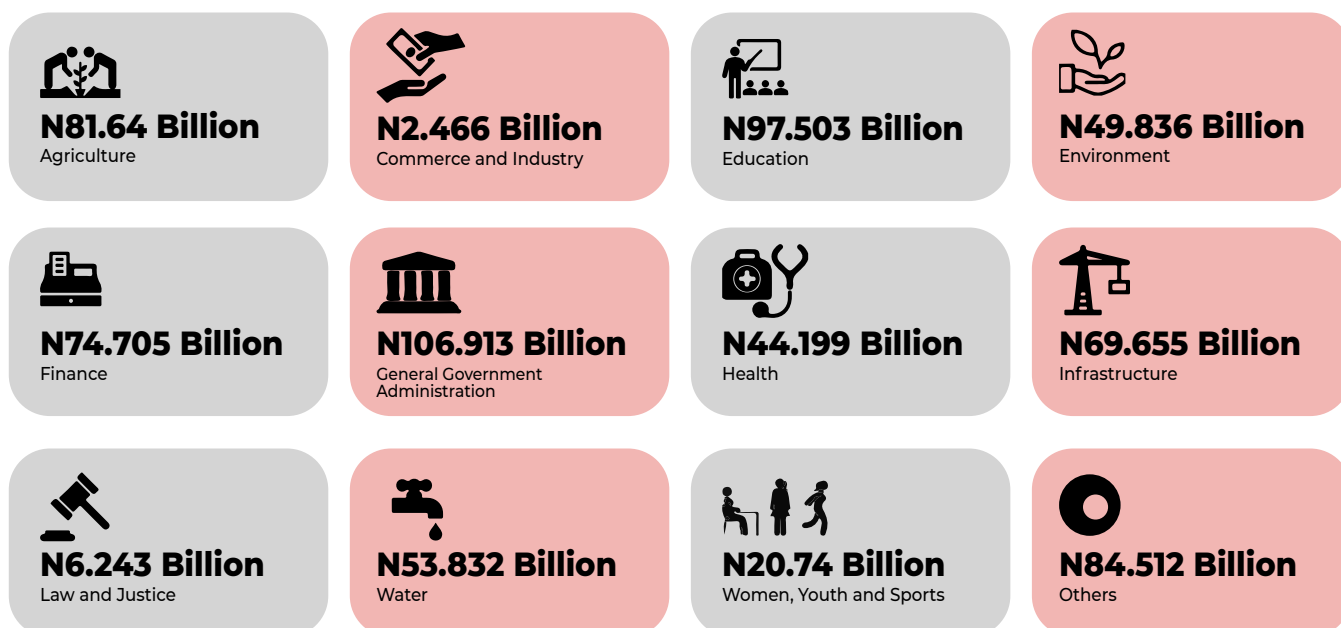 N81.64 Billion
Agriculture
N2.466 Billion
Commerce and Industry
N97.503 Billion
Education
N49.836 Billion
Environment
N74.705 Billion
Finance
N106.913 Billion
General Government
Administration
N44.199 Billion
Health
N69.655 Billion
Infrastructure
N6.243 Billion
Law and Justice
N53.832 Billion
Water
N20.74 Billion
Women, Youth and Sports
N84.512 Billion
Others